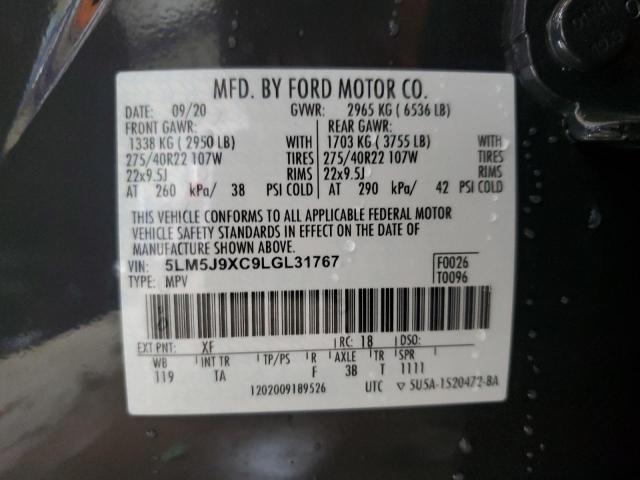 MFD. BY FORD MOTOR CO.
DATE: 09/20 GVWR: 2965 KG ( 6536 LB)
FRONT GAWR: REAR GAWR:
1338 KG ( 2950 LB) WITH 1703 KG ( 3755 LB) WITH
275/40R22 107W TIRES 275/40R22 107W TIRES
22x9.5J RIMS 22x9.5J RIMS
AT 260 kPa/ 38 PSI COLD AT 290 kPa/ 42 PSI COLD
THIS VEHICLE CONFORMS TO ALL APPLICABLE FEDERAL MOTOR
VEHICLE SAFETY STANDARDS IN EFFECT ON THE DATE OF
MANUFACTURE SHOWN ABOVE.
VIN: 5LM5J9XC9LGL31767 F0026
TYPE: MPV T0096
EXT PNT: XF RC: 18 DSO:
WB INT TR TP/PS R AXLE TR SPR
119 TA F 3B T 1111
1202009189526 UTC ▽ 5U5A-1520472-BA